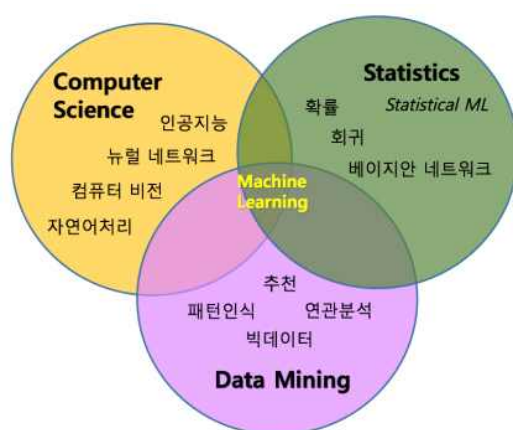 Computer
Science
인공지능
뉴럴 네트워크
컴퓨터 비전
자연어처리
Statistics
확률
Statistical ML
회귀
베이지안 네트워크
Machine
Learning
추천
패턴인식
연관분석
빅데이터
Data Mining